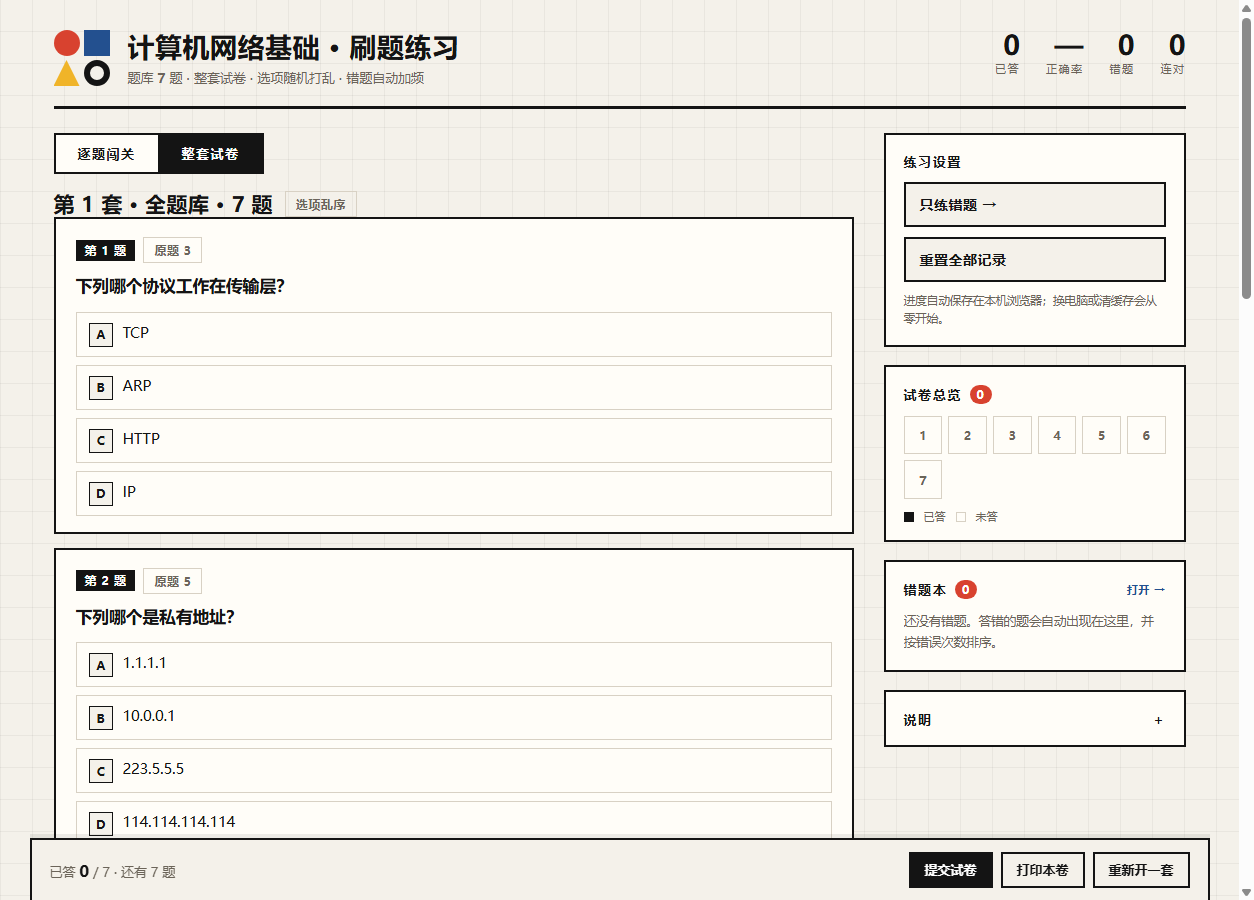 计算机网络基础 • 刷题练习
题库 7 题 · 整套试卷 · 选项随机打乱 · 错题自动加频
0 — 0 0
已答 正确率 错题 连对
逐题闯关 整套试卷
第 1 套 • 全题库 • 7 题 选项乱序
第 1 题 原题 3
下列哪个协议工作在传输层?
A TCP
B ARP
C HTTP
D IP
第 2 题 原题 5
下列哪个是私有地址?
A 1.1.1.1
B 10.0.0.1
C 223.5.5.5
D 114.114.114.114
练习设置
只练错题 →
重置全部记录
进度自动保存在本机浏览器；换电脑或清缓存会从
零开始。
试卷总览 0
1 2 3 4 5 6
7
已答 未答
错题本 0 打开 →
还没有错题。答错的题会自动出现在这里，并
按错误次数排序。
说明 +
已答 0 / 7 · 还有 7 题
提交试卷 打印本卷 重新开一套